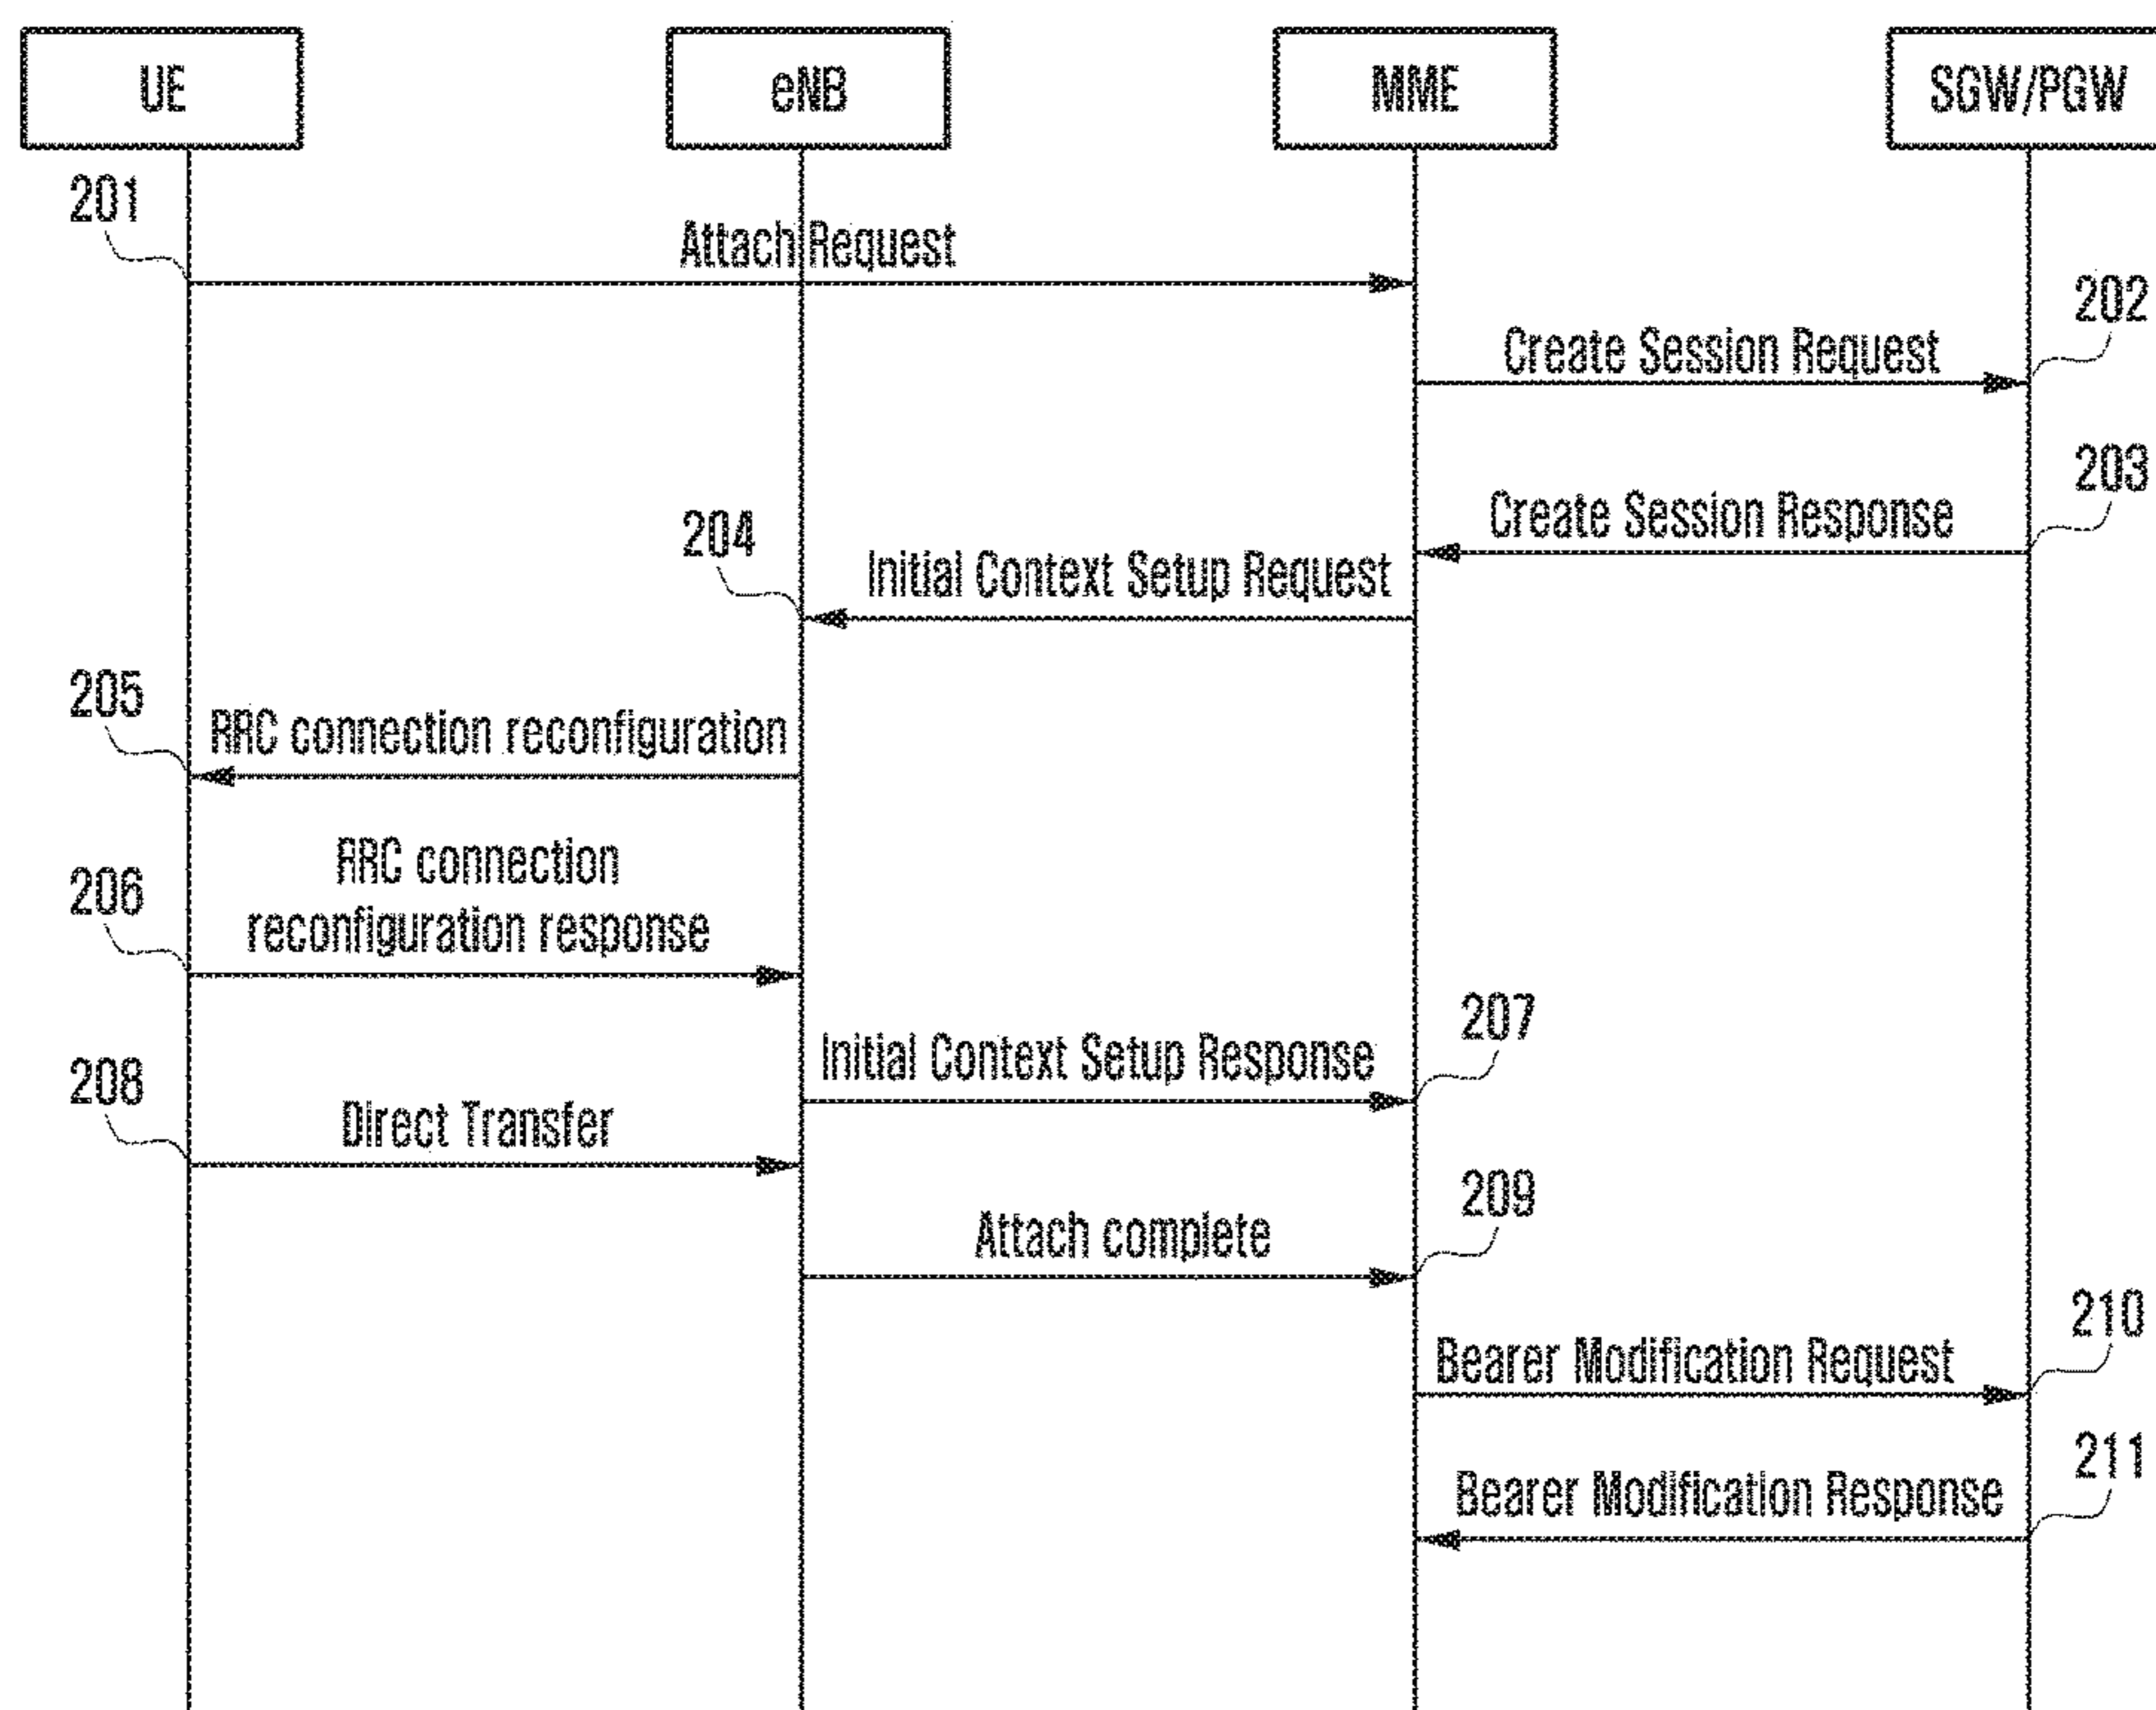 UE
eNB
MME
SGW/PGW
201
Attach Request
202
Create Session Request
203
Create Session Response
204
Initial Context Setup Request
205
RRC connection reconfiguration
206
RRC connection
reconfiguration response
207
Initial Context Setup Response
208
Direct Transfer
209
Attach complete
210
Bearer Modification Request
211
Bearer Modification Response